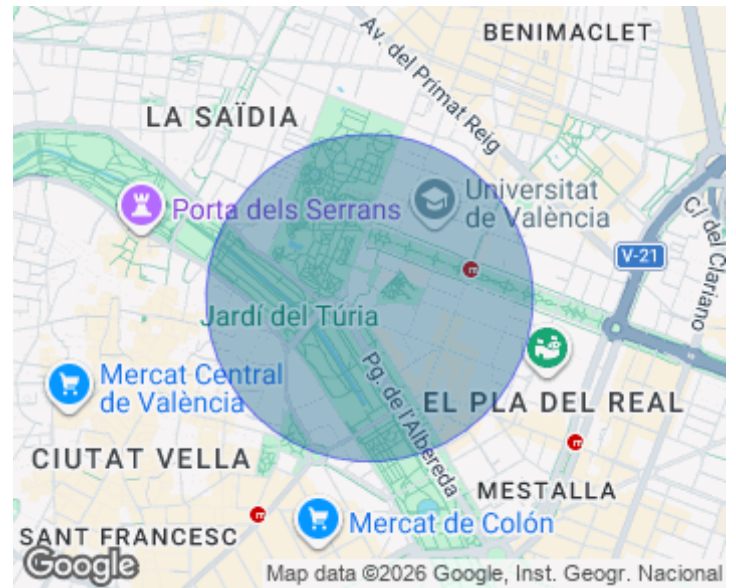 BENIMACLET
Av. del Primat Reig
LA SAÏDIA
Porta dels Serrans
Universitat
de València
C/ del Clariano
V-21
Jardí del Túria
Pg. de l'Albereda
Mercat Central
de València
EL PLA DEL REAL
CIUTAT VELLA
MESTALLA
Mercat de Colón
SANT FRANCESC
Google
Map data ©2026 Google, Inst. Geogr. Nacional